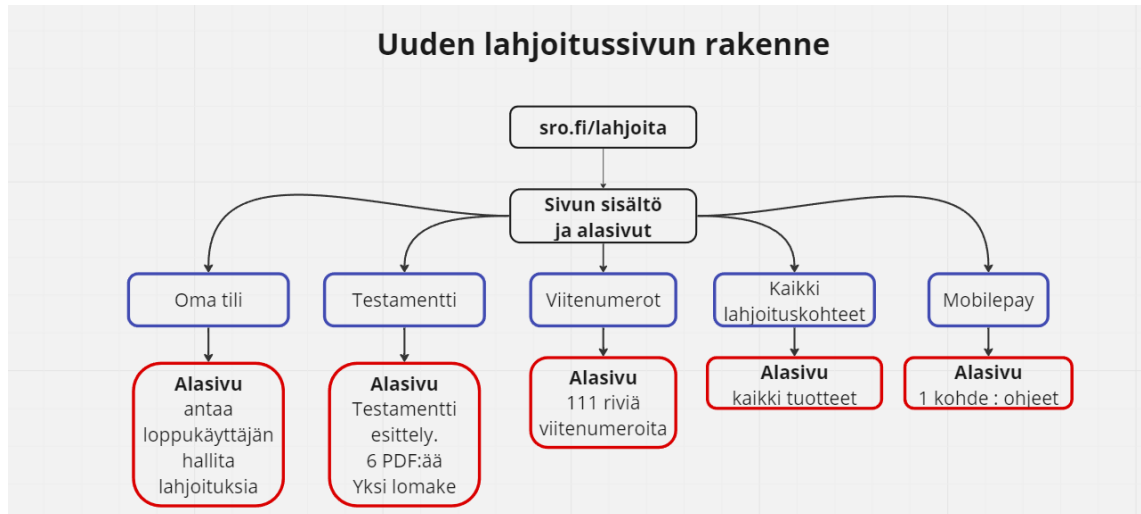 Uuden lahjoitussivun rakenne
sro.fi/lahjoita
Sivun sisältö
ja alasivut
Oma tili
Testamentti
Viitenumerot
Kaikki
lahjoituskohteet
Mobilepay
Alasivu
antaa
loppukäyttäjän
hallita
lahjoituksia
Alasivu
Testamentti
esittely.
6 PDF:ää
Yksi lomake
Alasivu
111 riviä
viitenumeroita
Alasivu
kaikki tuotteet
Alasivu
1 kohde : ohjeet